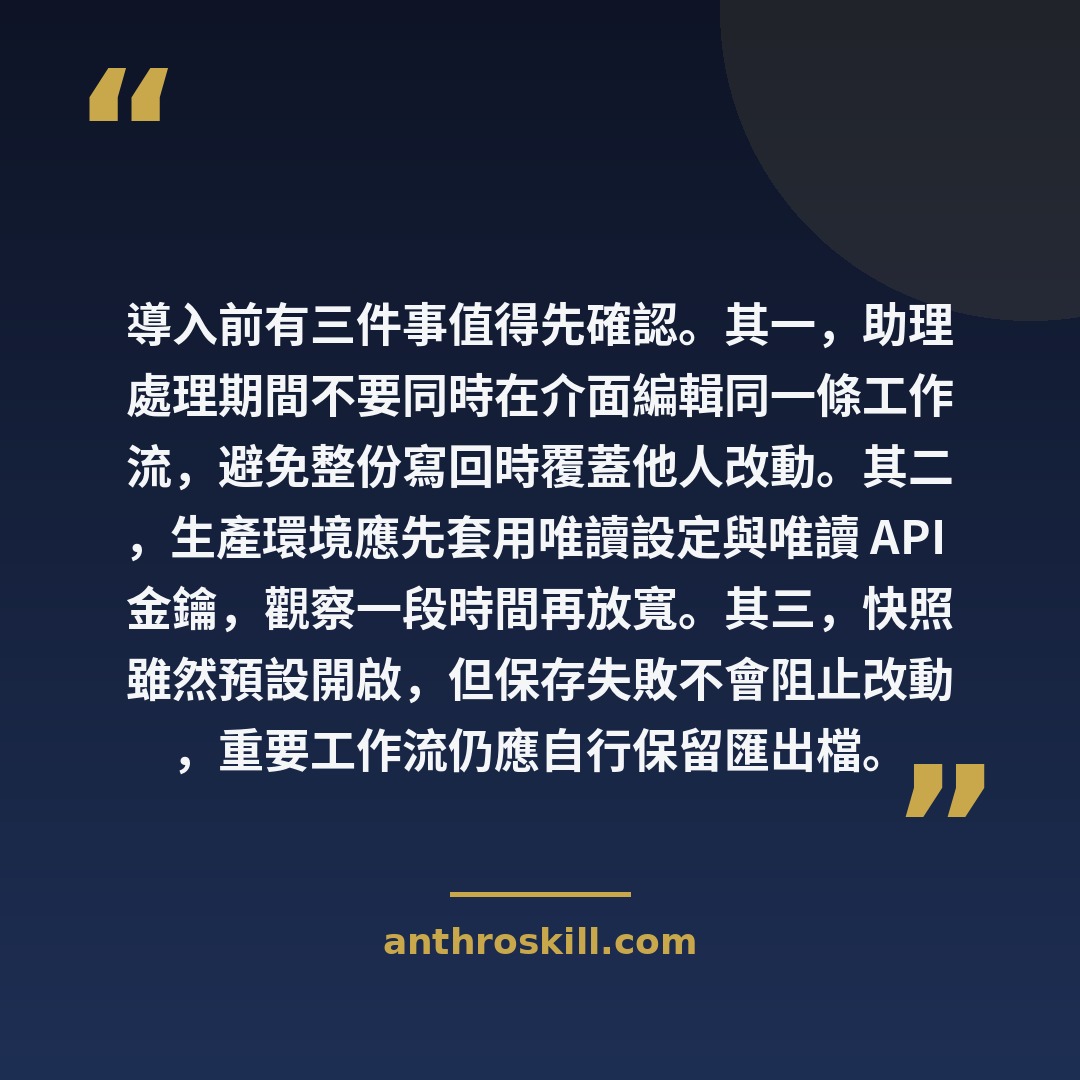 “
導入前有三件事值得先確認。其一，助理
處理期間不要同時在介面編輯同一條工作
流，避免整份寫回時覆蓋他人改動。其二
，生產環境應先套用唯讀設定與唯讀 API
金鑰，觀察一段時間再放寬。其三，快照
雖然預設開啟，但保存失敗不會阻止改動
，重要工作流仍應自行保留匯出檔。
”
anthroskill.com